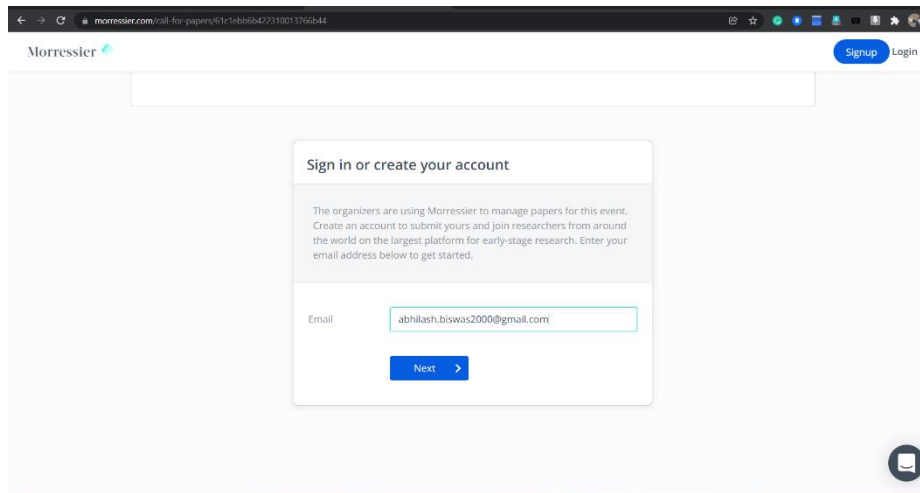 morressier.com/call-for-papers/61c1ebb6b422310013766b44
Morressier
Signup Login
Sign in or create your account
The organizers are using Morressier to manage papers for this event.
Create an account to submit yours and join researchers from around
the world on the largest platform for early-stage research. Enter your
email address below to get started.
Email abhilash.biswas2000@gmail.com
Next